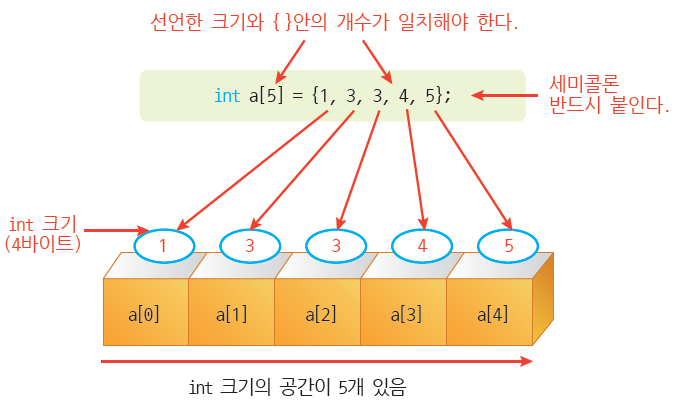 선언한 크기와 { }안의 개수가 일치해야 한다.
int a[5] = {1, 3, 3, 4, 5};
세미콜론
반드시 붙인다.
int 크기
(4바이트)
1 3 3 4 5
a[0] a[1] a[2] a[3] a[4]
int 크기의 공간이 5개 있음